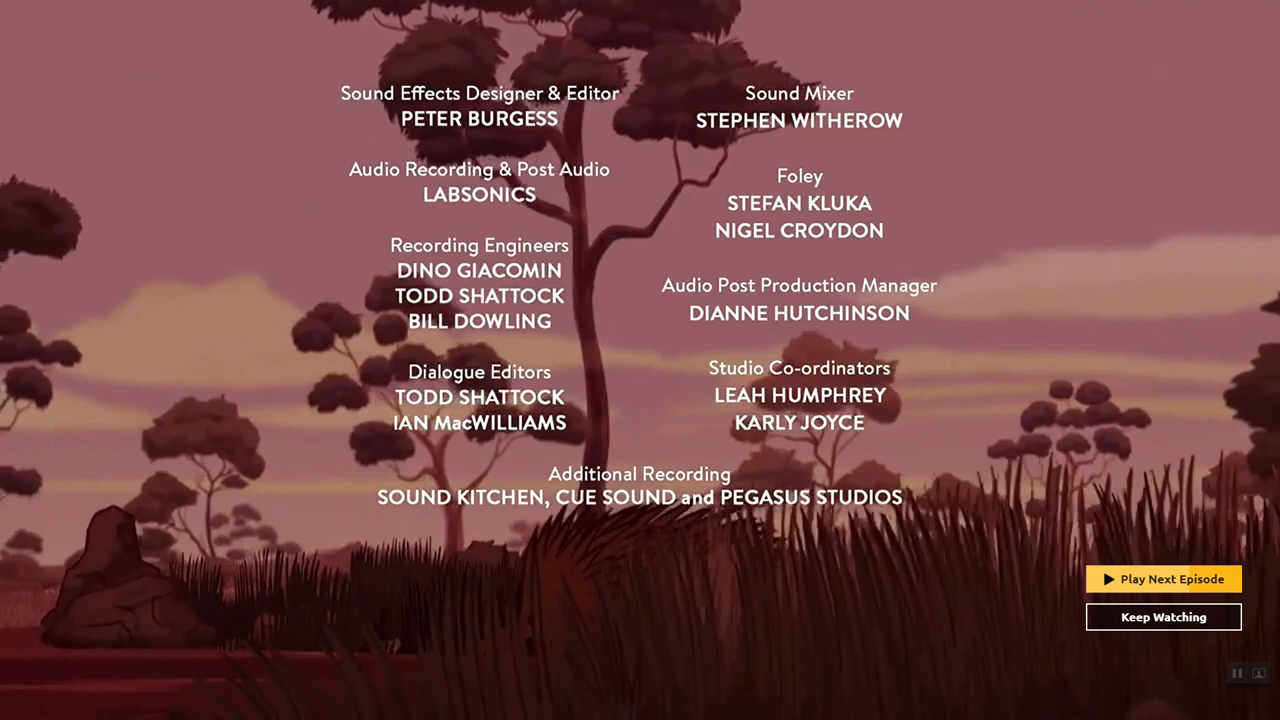 Sound Effects Designer & Editor
PETER BURGESS
Audio Recording & Post Audio
LABSONICS
Recording Engineers
DINO GIACOMIN
TODD SHATTOCK
BILL DOWLING
Dialogue Editors
TODD SHATTOCK
IAN MacWILLIAMS
Sound Mixer
STEPHEN WITHEROW
Foley
STEFAN KLUKA
NIGEL CROYDON
Audio Post Production Manager
DIANNE HUTCHINSON
Studio Co-ordinators
LEAH HUMPHREY
KARLY JOYCE
Additional Recording
SOUND KITCHEN, CUE SOUND and PEGASUS STUDIOS
Play Next Episode
Keep Watching